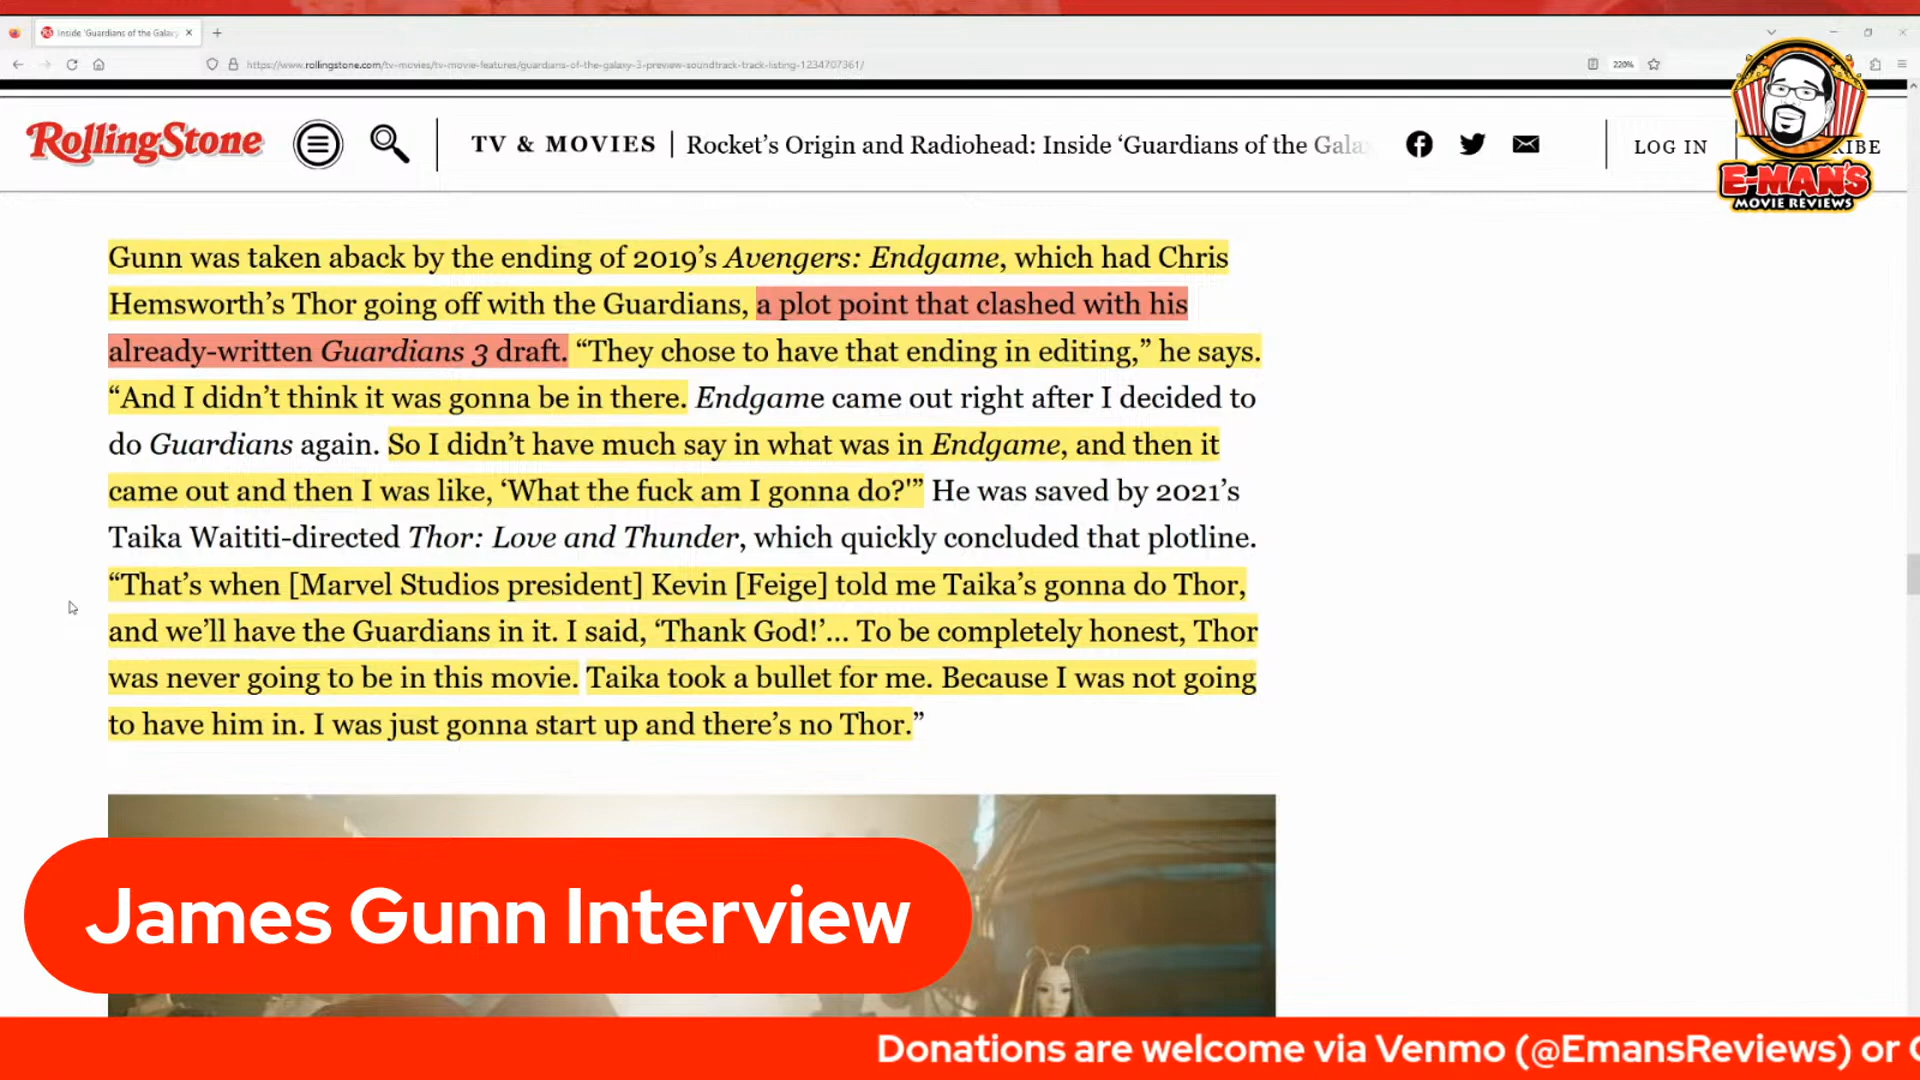 Inside 'Guardians of the Galaxy
https://www.rollingstone.com/tv-movies/tv-movie-features/guardians-of-the-galaxy-3-preview-soundtrack-track-listing-1234707361/
220%
RollingStone
TV & MOVIES | Rocket's Origin and Radiohead: Inside 'Guardians of the Gala
LOG IN
IBE
E-MAN'S
MOVIE REVIEWS
Gunn was taken aback by the ending of 2019's Avengers: Endgame, which had Chris
Hemsworth's Thor going off with the Guardians, a plot point that clashed with his
already-written Guardians 3 draft. “They chose to have that ending in editing,” he says.
“And I didn't think it was gonna be in there. Endgame came out right after I decided to
do Guardians again. So I didn't have much say in what was in Endgame, and then it
came out and then I was like, ‘What the fuck am I gonna do?'” He was saved by 2021's
Taika Waititi-directed Thor: Love and Thunder, which quickly concluded that plotline.
“That's when [Marvel Studios president] Kevin [Feige] told me Taika's gonna do Thor,
and we'll have the Guardians in it. I said, ‘Thank God!'… To be completely honest, Thor
was never going to be in this movie. Taika took a bullet for me. Because I was not going
to have him in. I was just gonna start up and there's no Thor.”
James Gunn Interview
Donations are welcome via Venmo (@EmansReviews) or